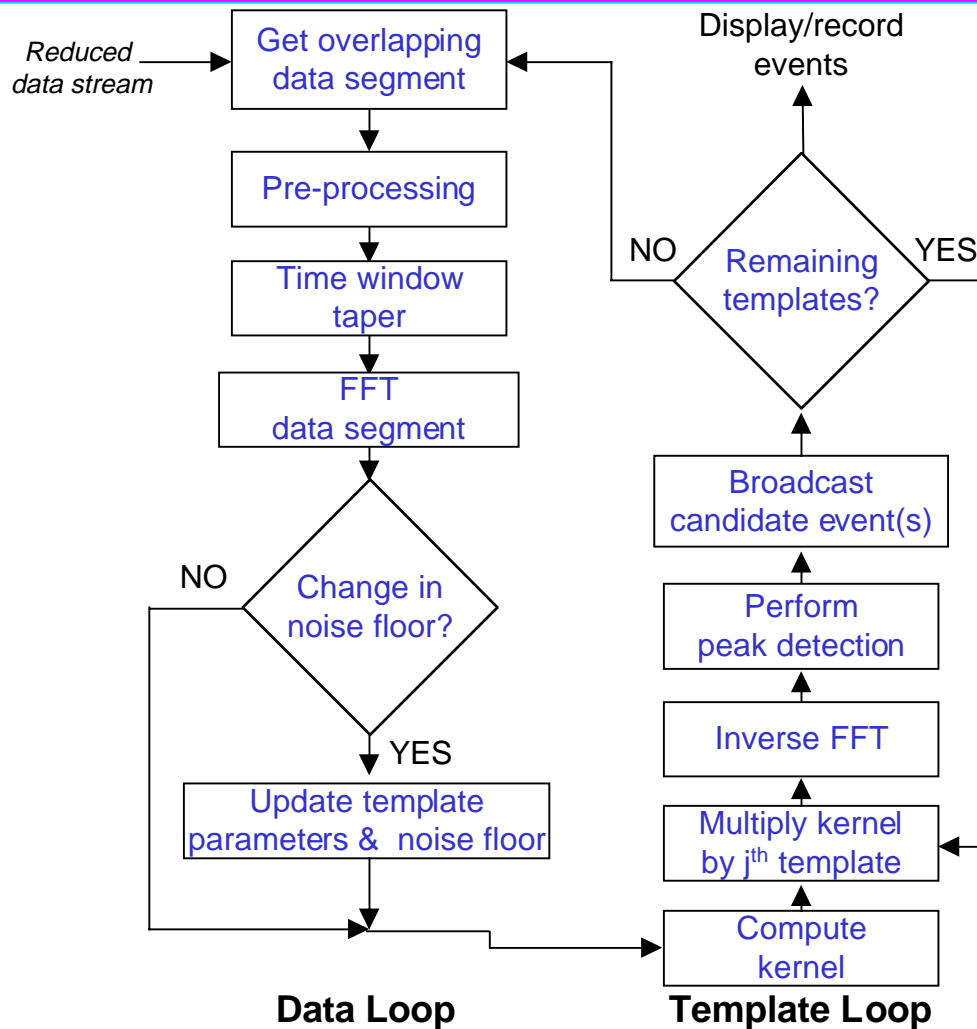 Reduced
data stream
Get overlapping
data segment
Pre-processing
Time window
taper
FFT
data segment
NO
Change in
noise floor?
YES
Update template
parameters & noise floor
Data Loop
Display/record
events
NO
YES
Remaining
templates?
Broadcast
candidate event(s)
Perform
peak detection
Inverse FFT
Multiply kernel
by jth template
Compute
kernel
Template Loop